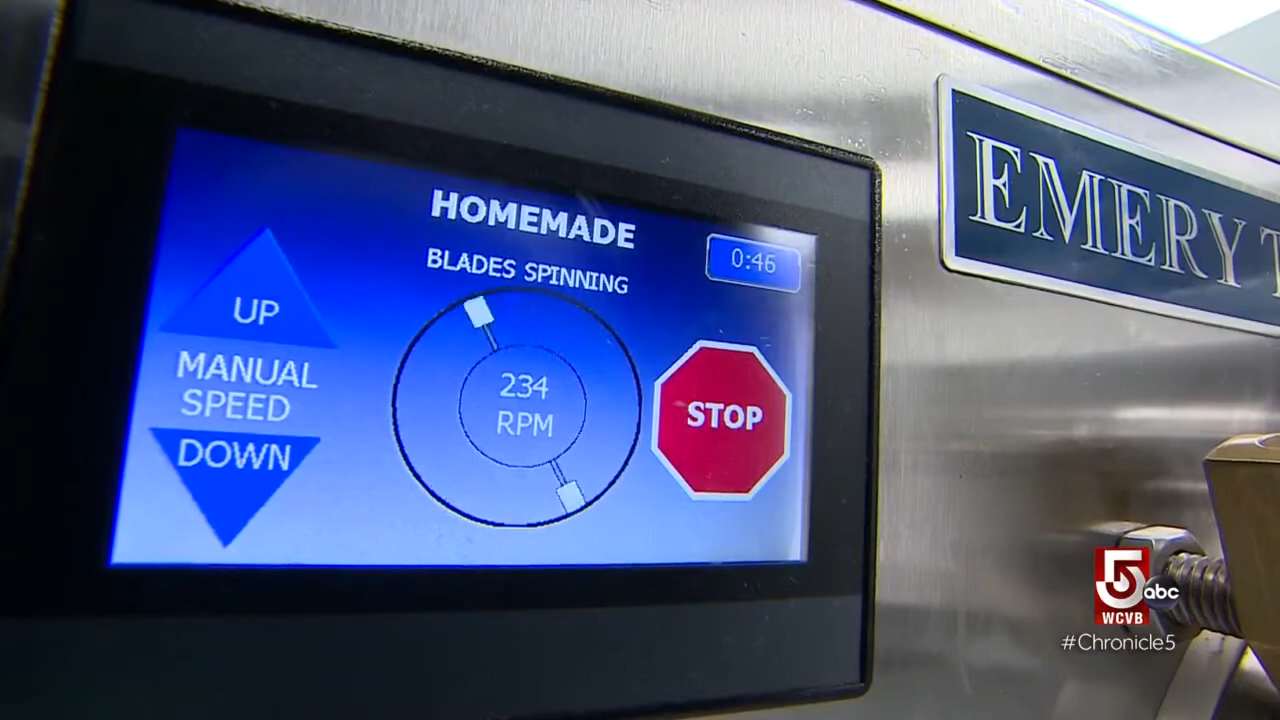 HOMEMADE
BLADES SPINNING
0:46
UP
MANUAL
SPEED
DOWN
234
RPM
STOP
EMERY
5
abc
WCVB
#Chronicle5